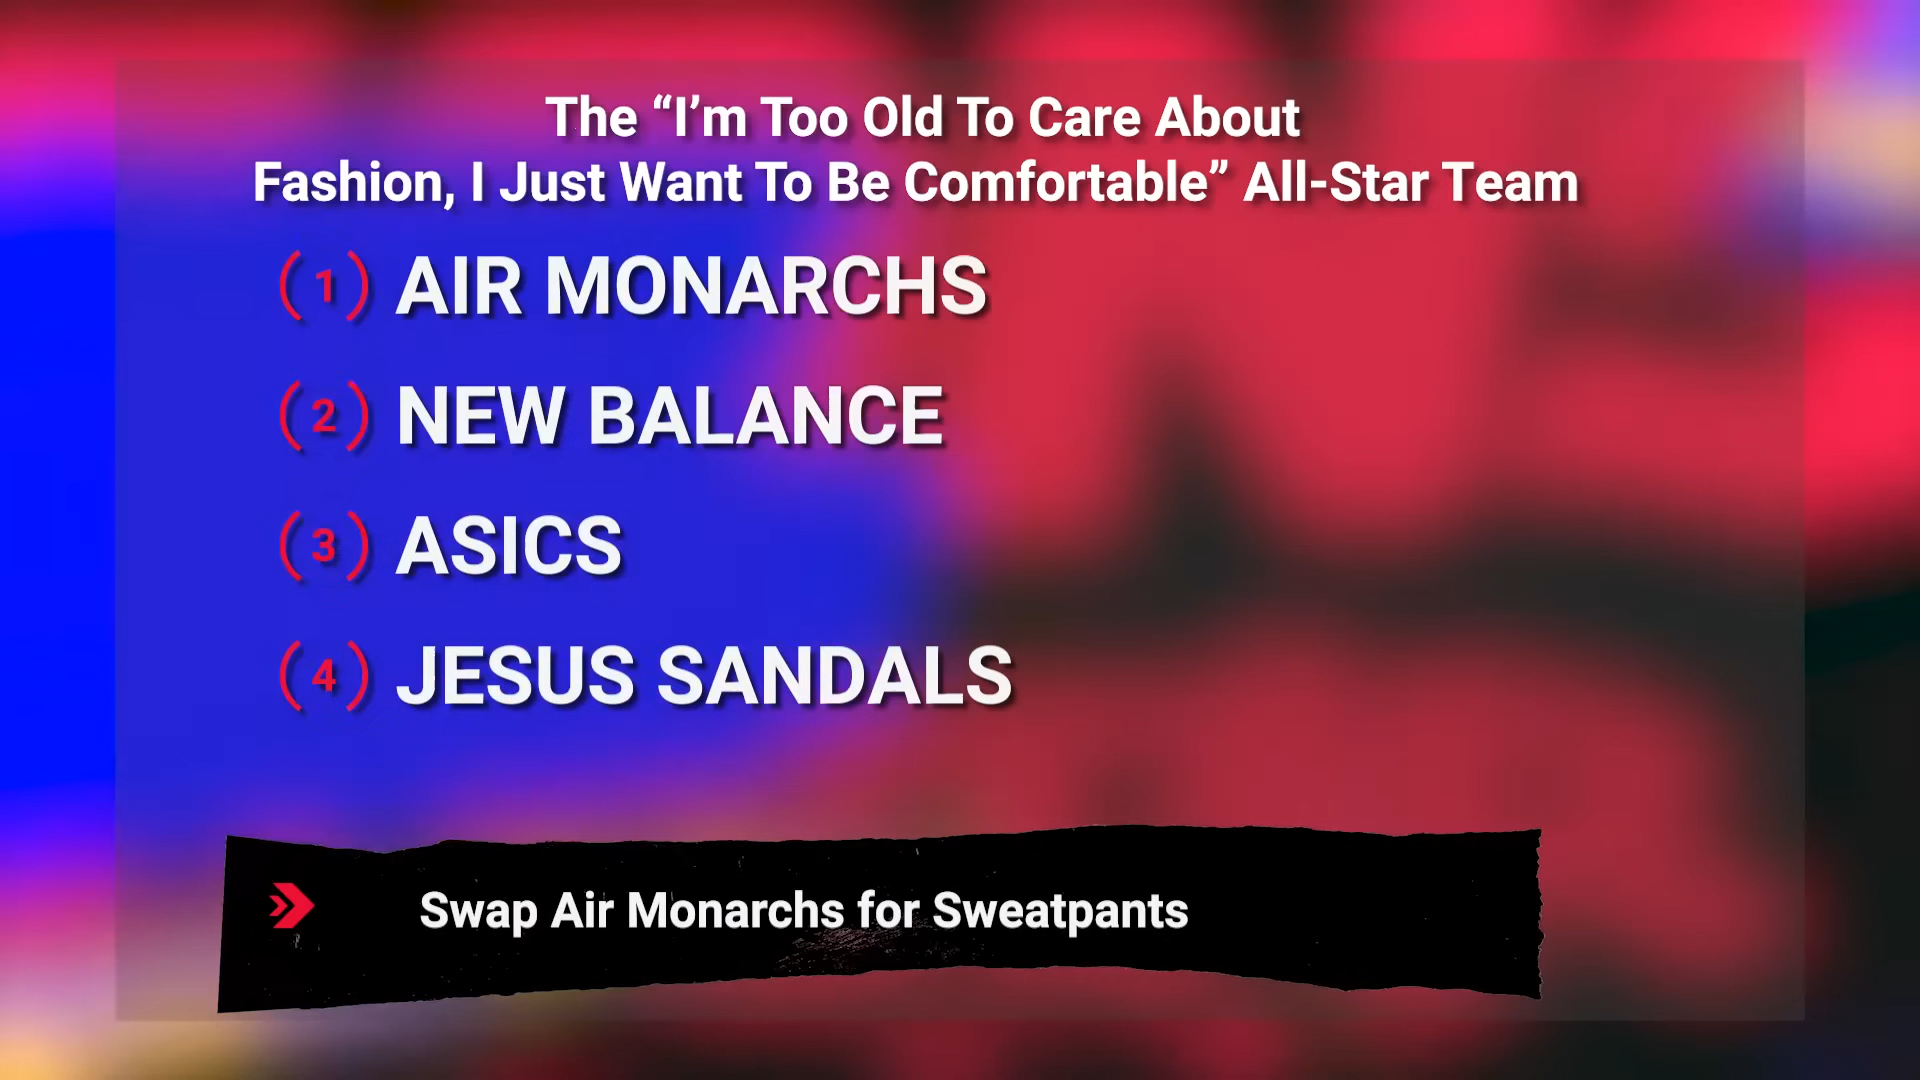 The “I’m Too Old To Care About
Fashion, I Just Want To Be Comfortable” All-Star Team
(1) AIR MONARCHS
(2) NEW BALANCE
(3) ASICS
(4) JESUS SANDALS
Swap Air Monarchs for Sweatpants